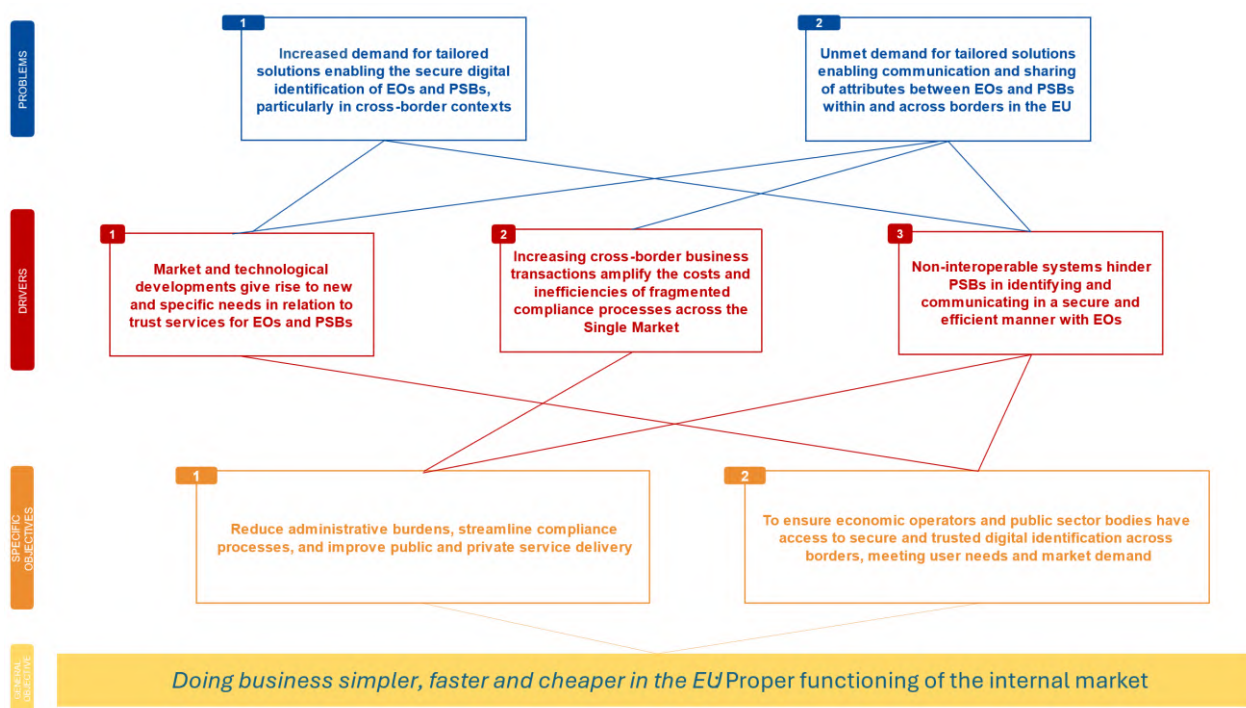 PROBLEMS
1
Increased demand for tailored
solutions enabling the secure digital
identification of EOs and PSBs,
particularly in cross-border contexts
2
Unmet demand for tailored solutions
enabling communication and sharing
of attributes between EOs and PSBs
within and across borders in the EU
DRIVERS
1
Market and technological
developments give rise to new
and specific needs in relation to
trust services for EOs and PSBs
2
Increasing cross-border business
transactions amplify the costs and
inefficiencies of fragmented
compliance processes across the
Single Market
3
Non-interoperable systems hinder
PSBs in identifying and
communicating in a secure and
efficient manner with EOs
SPECIFIC
OBJECTIVES
1
Reduce administrative burdens, streamline compliance
processes, and improve public and private service delivery
2
To ensure economic operators and public sector bodies have
access to secure and trusted digital identification across
borders, meeting user needs and market demand
GENERAL
OBJECTIVE
Doing business simpler, faster and cheaper in the EU Proper functioning of the internal market